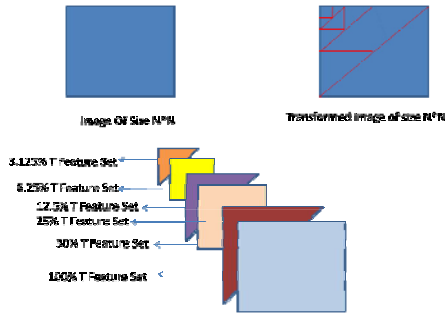 Image Of Size N*N
Transformed Image of size N*N
3.125% T Feature Set
6.25% T Feature Set
12.5% T Feature Set
25% T Feature Set
30% T Feature Set
100% T Feature Set